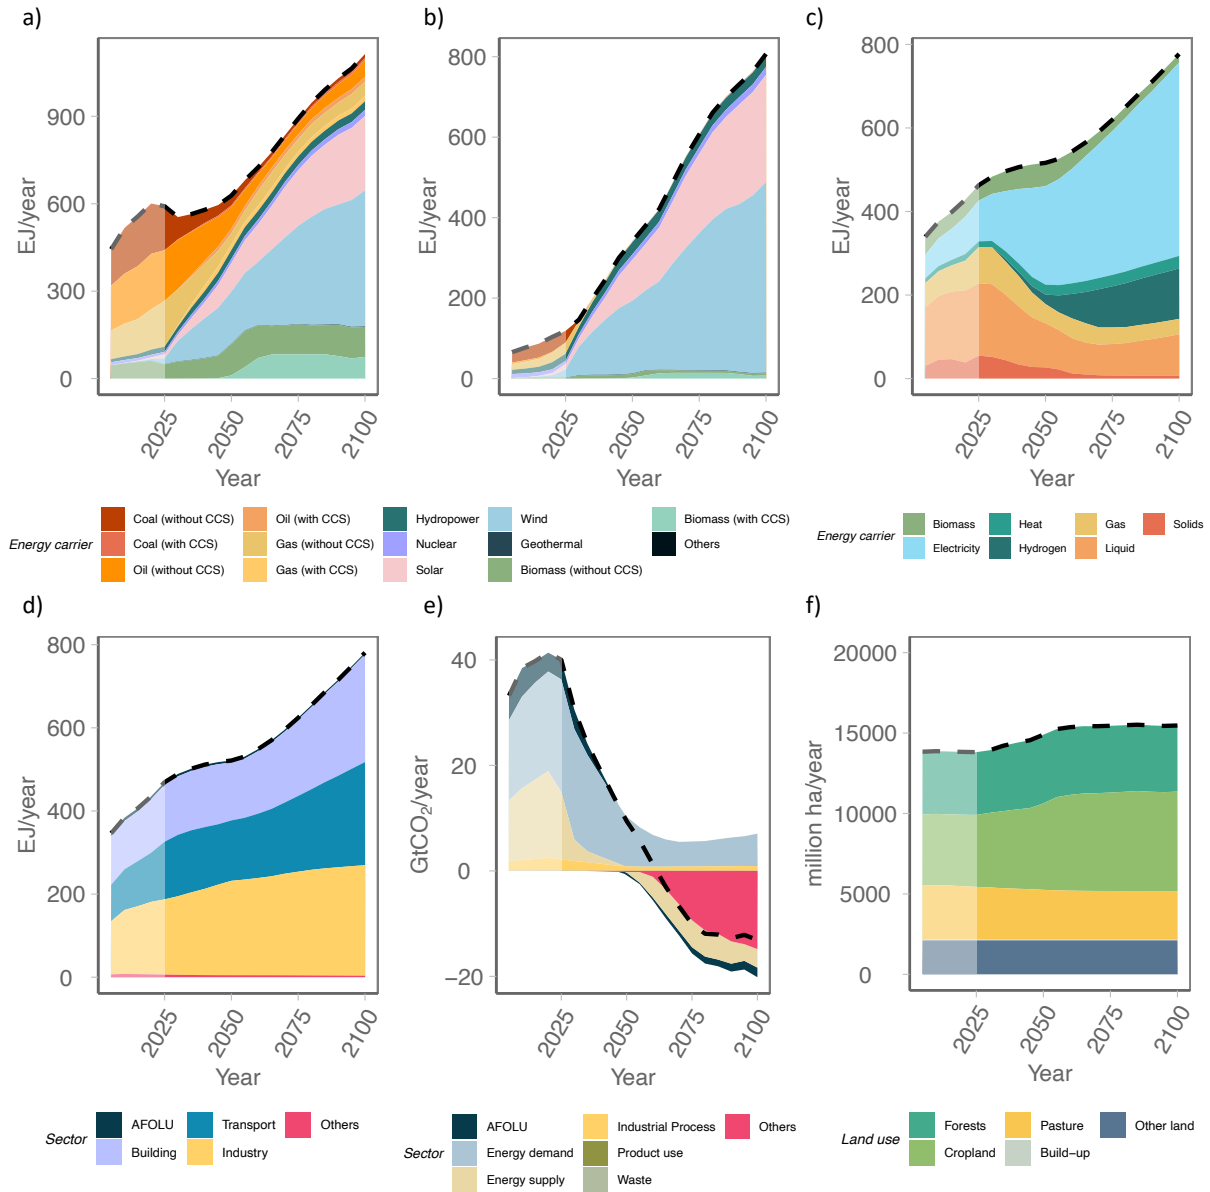 a)
EJ/year
900
600
300
0
2025
2050
2075
2100
Year
b)
EJ/year
800
600
400
200
0
2025
2050
2075
2100
Year
c)
EJ/year
800
600
400
200
0
2025
2050
2075
2100
Year
Energy carrier
Coal (without CCS)
Oil (with CCS)
Hydropower
Wind
Biomass (with CCS)
Coal (with CCS)
Gas (without CCS)
Nuclear
Geothermal
Others
Oil (without CCS)
Gas (with CCS)
Solar
Biomass (without CCS)
Energy carrier
Biomass
Heat
Gas
Solids
Electricity
Hydrogen
Liquid
d)
EJ/year
800
600
400
200
0
2025
2050
2075
2100
Year
e)
GtCO₂/year
40
20
0
−20
2025
2050
2075
2100
Year
f)
million ha/year
20000
15000
10000
5000
0
2025
2050
2075
2100
Year
Sector
AFOLU
Transport
Others
Building
Industry
Sector
AFOLU
Industrial Process
Others
Energy demand
Product use
Energy supply
Waste
Land use
Forests
Pasture
Other land
Cropland
Build−up